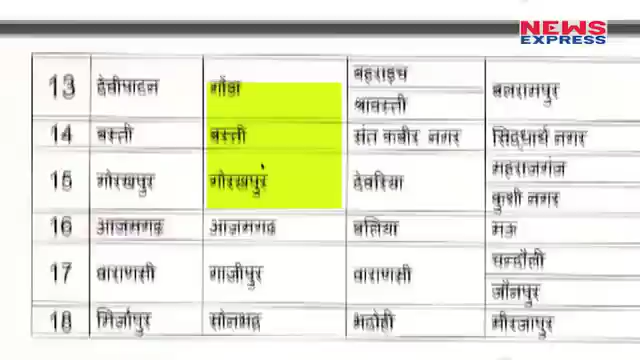 NEWS
EXPRESS
13 देवीपाटन गोंडा बहराइच बलरामपुर
श्रावस्ती
14 बस्ती बस्ती संत कबीर नगर सिद्धार्थ नगर
15 गोरखपुर गोरखपुर देवरिया महराजगंज
कुशी नगर
16 आजमगढ़ आजमगढ़ बलिया मऊ
17 वाराणसी गाजीपुर वाराणसी चन्दौली
जौनपुर
18 मिर्जापुर सोनभद्र भदोही मीरजापुर